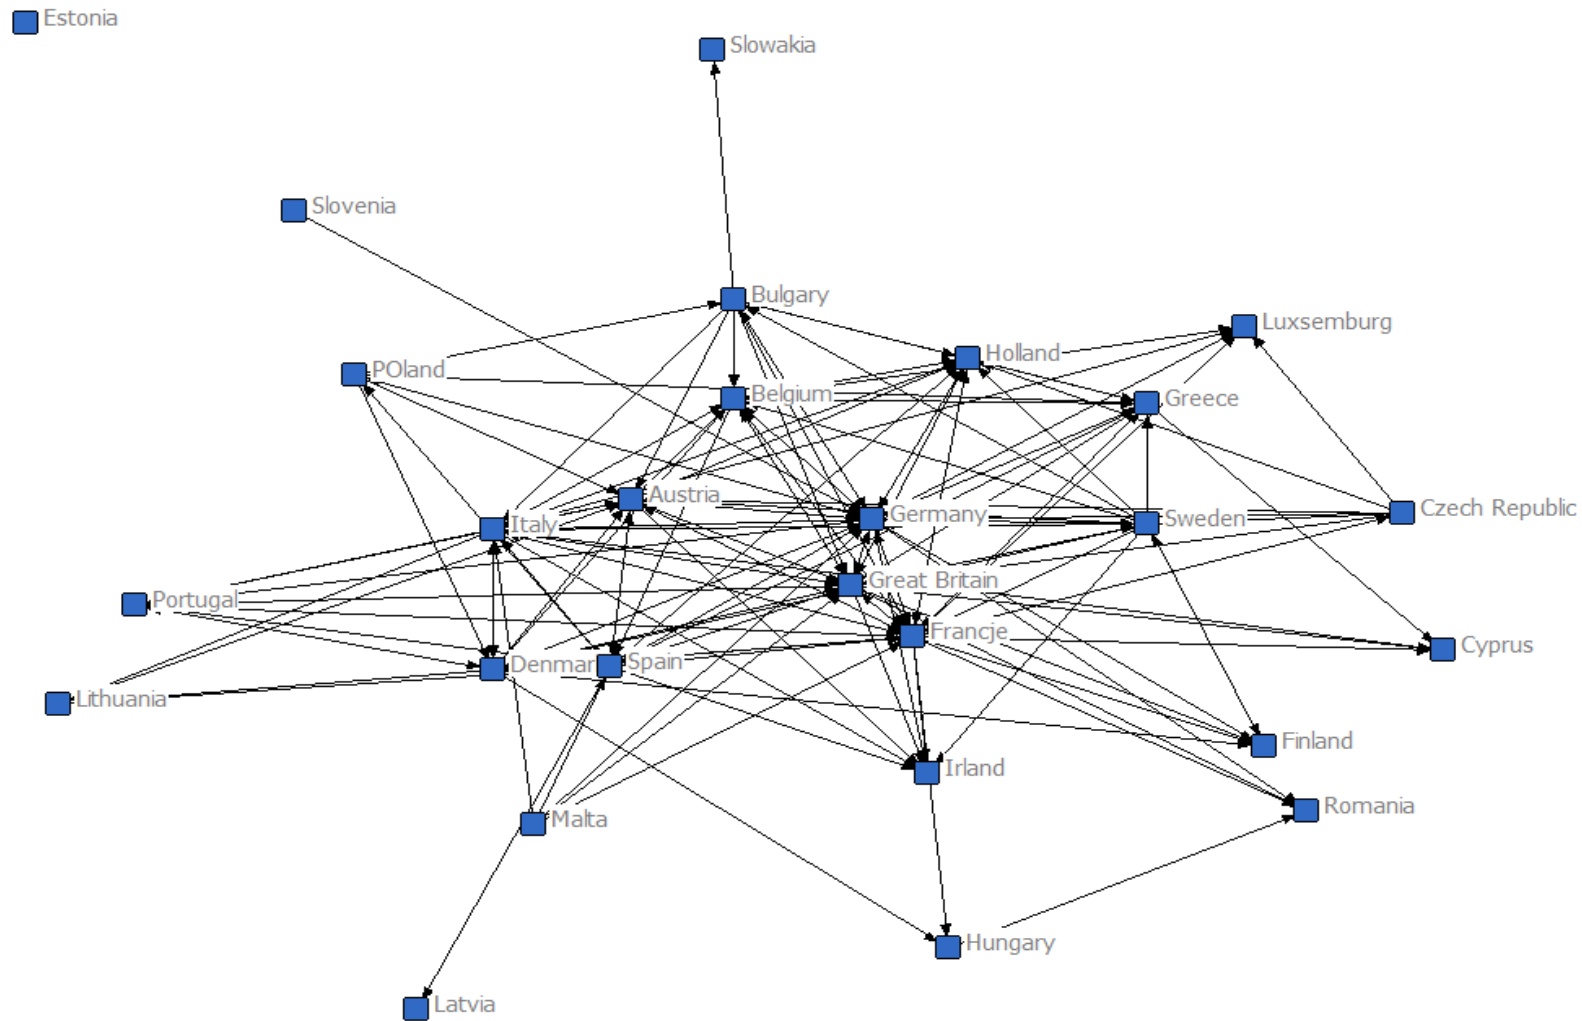 Estonia
Slowakia
Slovenia
Bulgary
Luxsemburg
Holland
POland
Belgium
Greece
Austria
Germany
Czech Republic
Italy
Sweden
Great Britain
Portugal
Francje
Cyprus
Denmar
Spain
Lithuania
Finland
Irland
Romania
Malta
Hungary
Latvia